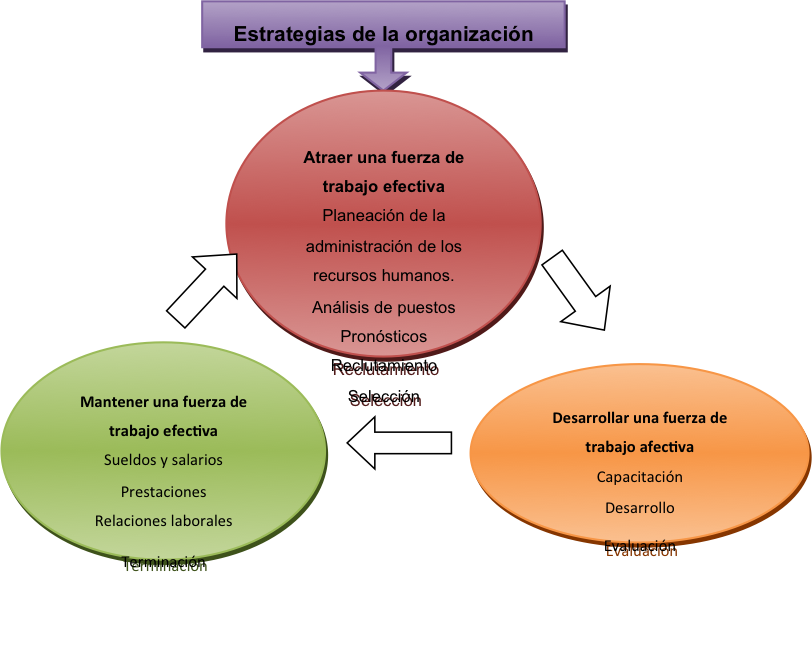 Estrategias de la organización
Atraer una fuerza de
trabajo efectiva
Planeación de la
administración de los
recursos humanos.
Análisis de puestos
Pronósticos
Reclutamiento
Selección
Mantener una fuerza de
trabajo efectiva
Sueldos y salarios
Prestaciones
Relaciones laborales
Terminación
Desarrollar una fuerza de
trabajo afectiva
Capacitación
Desarrollo
Evaluación